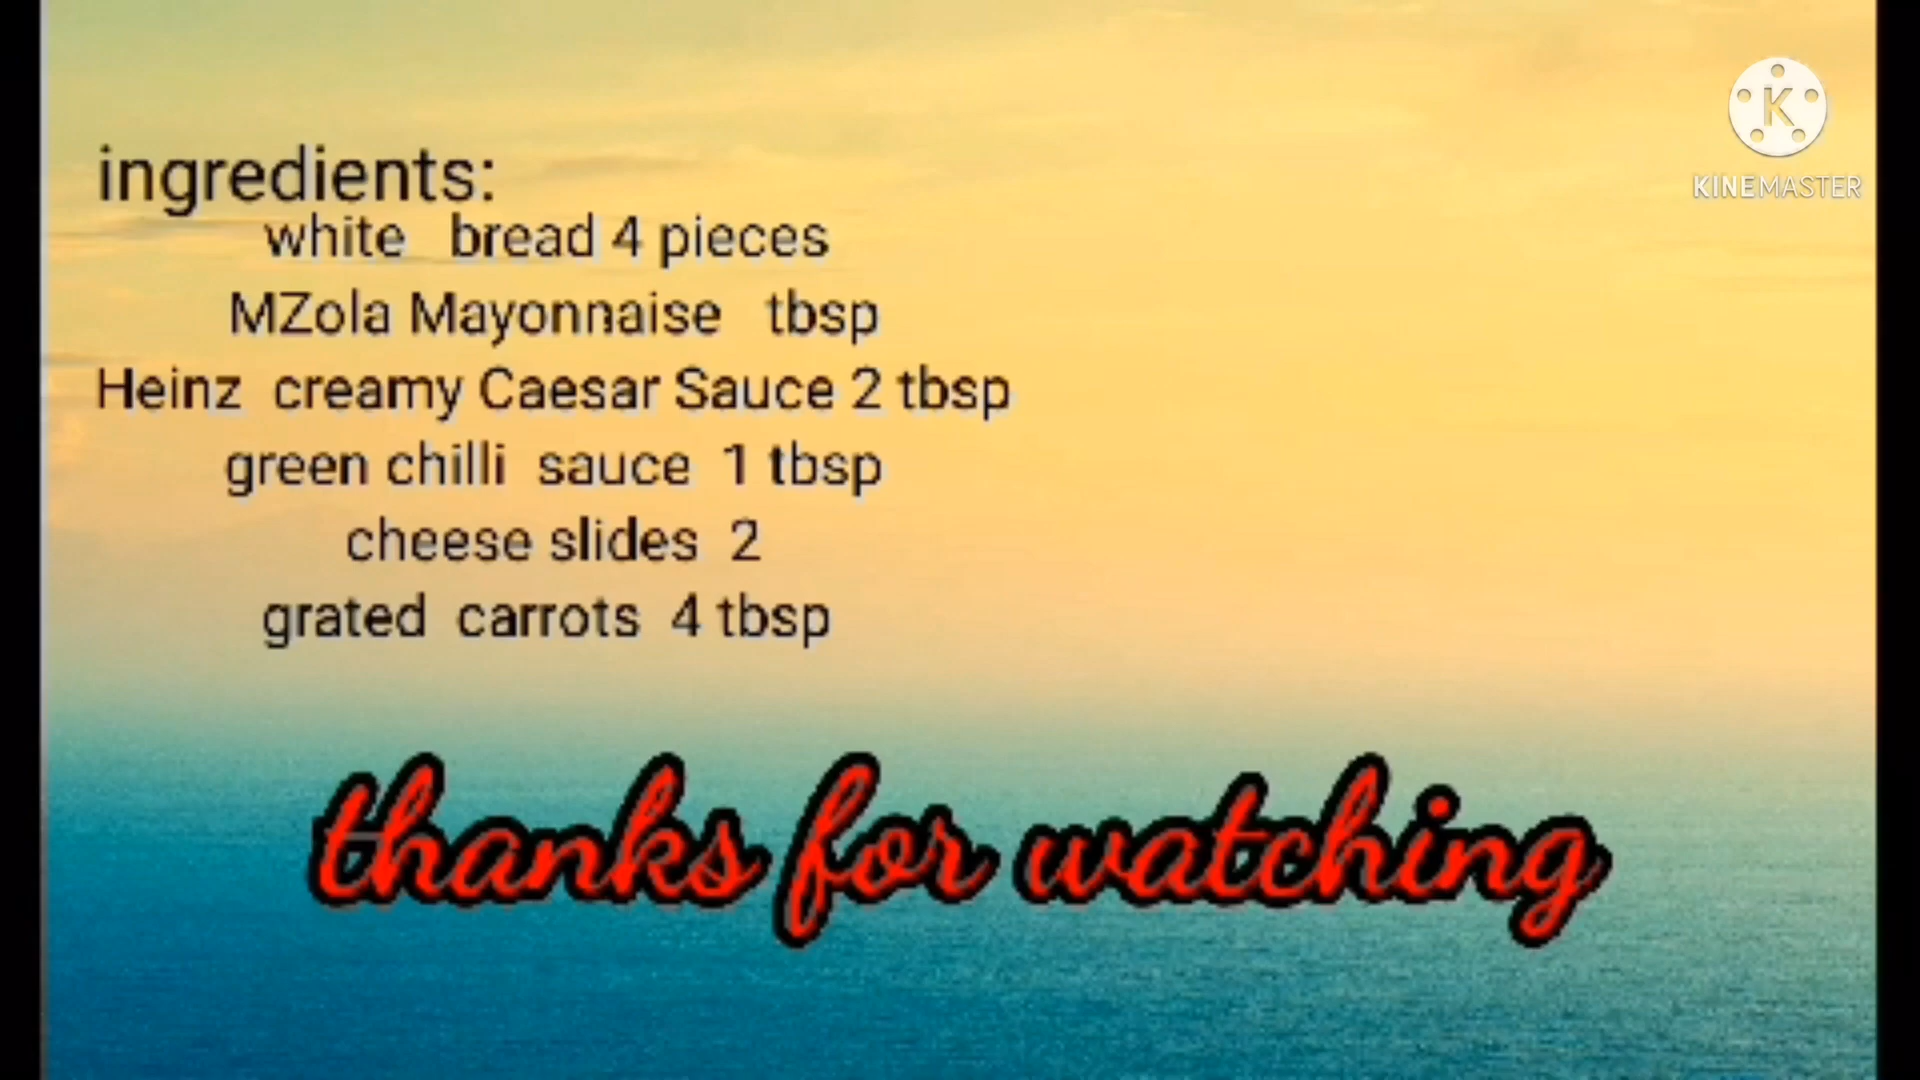 K
KINEMASTER
ingredients:
white bread 4 pieces
MZola Mayonnaise tbsp
Heinz creamy Caesar Sauce 2 tbsp
green chilli sauce 1 tbsp
cheese slides 2
grated carrots 4 tbsp
thanks for watching